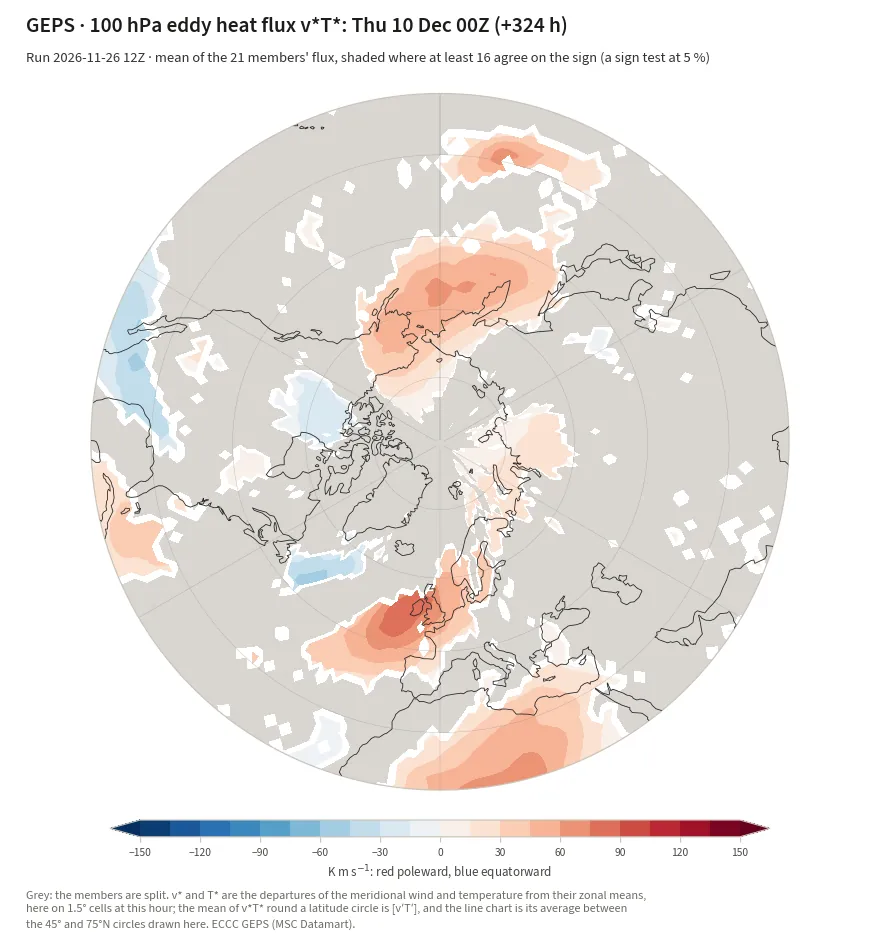 GEPS · 100 hPa eddy heat flux v*T*: Thu 10 Dec 00Z (+324 h)
Run 2026-11-26 12Z · mean of the 21 members' flux, shaded where at least 16 agree on the sign (a sign test at 5 %)
−150 −120 −90 −60 −30 0 30 60 90 120 150
K m s⁻¹: red poleward, blue equatorward
Grey: the members are split. v* and T* are the departures of the meridional wind and temperature from their zonal means,
here on 1.5° cells at this hour; the mean of v*T* round a latitude circle is [v'T'], and the line chart is its average between
the 45° and 75°N circles drawn here. ECCC GEPS (MSC Datamart).